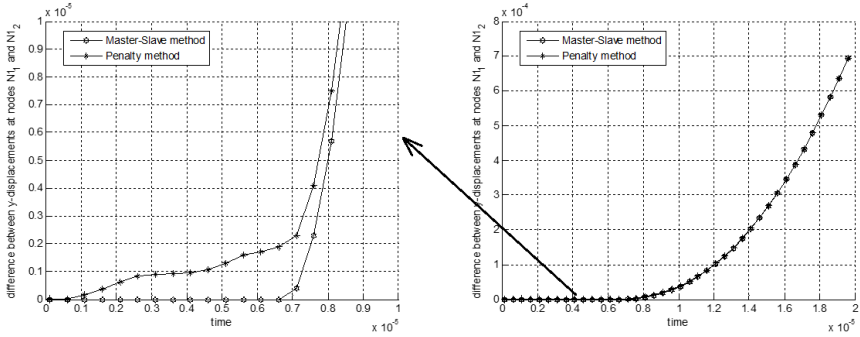 x 10⁻⁵
difference between y-displacements at nodes N1₁ and N1₂
Master-Slave method
Penalty method
1
0.9
0.8
0.7
0.6
0.5
0.4
0.3
0.2
0.1
0
0 0.1 0.2 0.3 0.4 0.5 0.6 0.7 0.8 0.9 1
time
x 10⁻⁵
x 10⁻⁴
difference between y-displacements at nodes N1₁ and N1₂
Master-Slave method
Penalty method
8
7
6
5
4
3
2
1
0
0 0.2 0.4 0.6 0.8 1 1.2 1.4 1.6 1.8 2
time
x 10⁻⁵